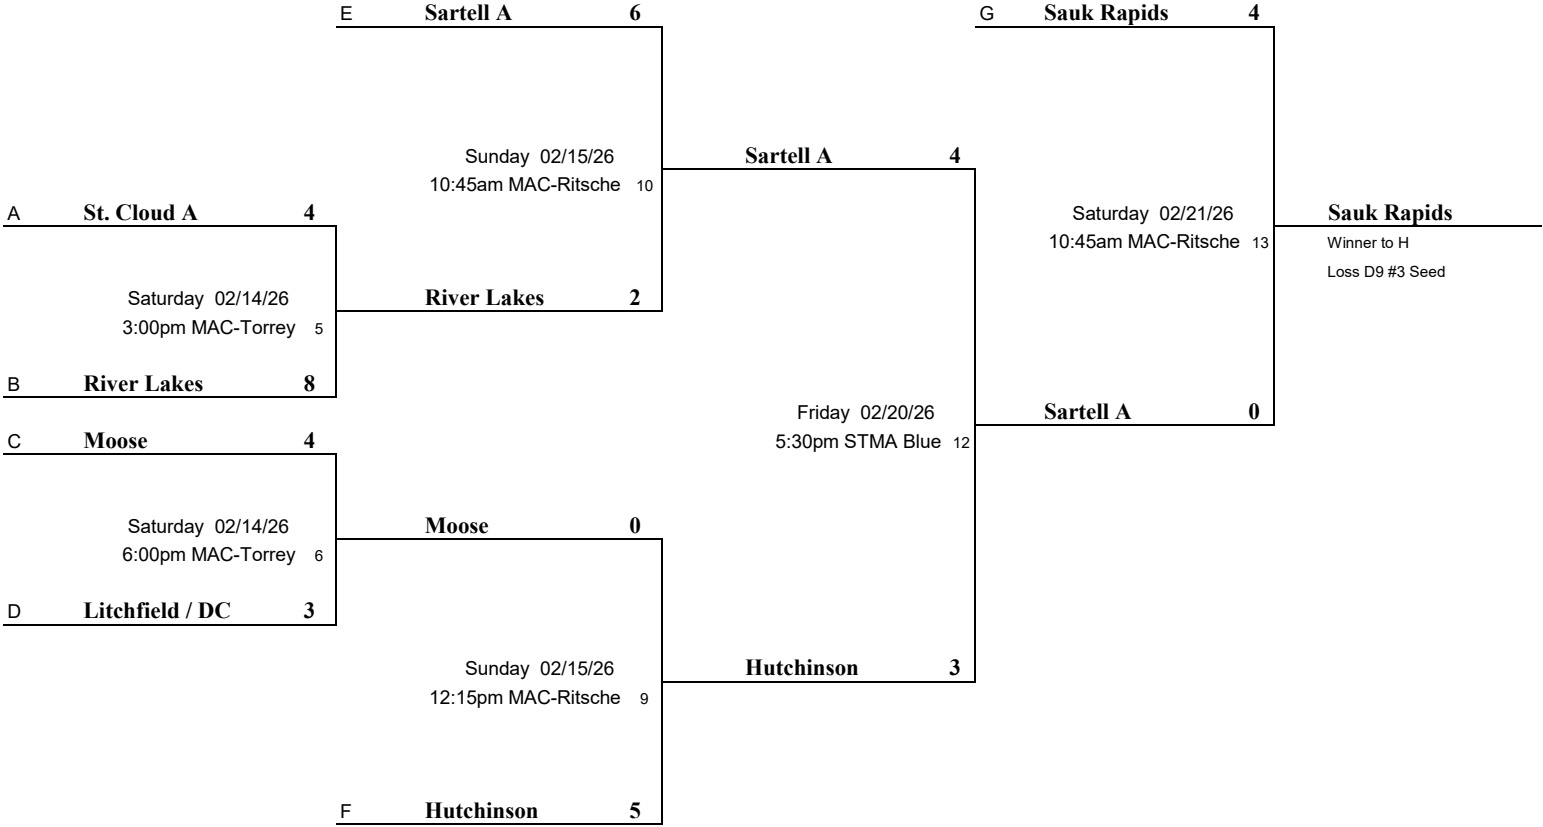 E Sartell A 6
G Sauk Rapids 4
Sunday 02/15/26
10:45am MAC-Ritsche 10
Sartell A 4
A St. Cloud A 4
Saturday 02/21/26
10:45am MAC-Ritsche 13
Sauk Rapids
Winner to H
Loss D9 #3 Seed
Saturday 02/14/26
3:00pm MAC-Torrey 5
River Lakes 2
B River Lakes 8
Friday 02/20/26
5:30pm STMA Blue 12
Sartell A 0
C Moose 4
Saturday 02/14/26
6:00pm MAC-Torrey 6
Moose 0
D Litchfield / DC 3
Sunday 02/15/26
12:15pm MAC-Ritsche 9
Hutchinson 3
F Hutchinson 5